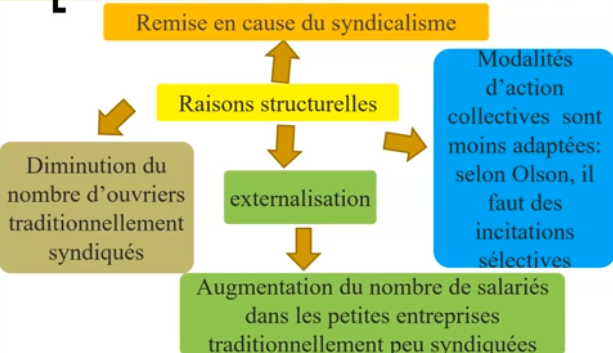 Remise en cause du syndicalisme
Raisons structurelles
Modalités
d’action
collectives sont
moins adaptées:
selon Olson, il
faut des
incitations
sélectives
Diminution du
nombre d’ouvriers
traditionnellement
syndiqués
externalisation
Augmentation du nombre de salariés
dans les petites entreprises
traditionnellement peu syndiquées